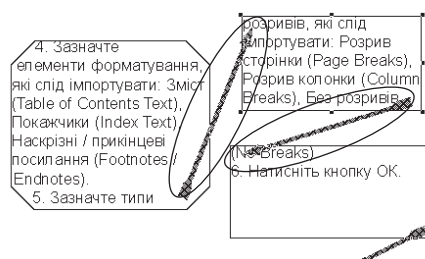 4. Зазначте
елементи форматування,
які слід імпортувати: Зміст
(Table of Contents Text),
Покажчики (Index Text),
Наскрізні / прикінцеві
посилання (Footnotes /
Endnotes).
5. Зазначте типи
розривів, які слід
імпортувати: Розрив
сторінки (Page Breaks),
Розрив колонки (Column
Breaks), Без розривів
(No Breaks)
6. Натисніть кнопку ОК.